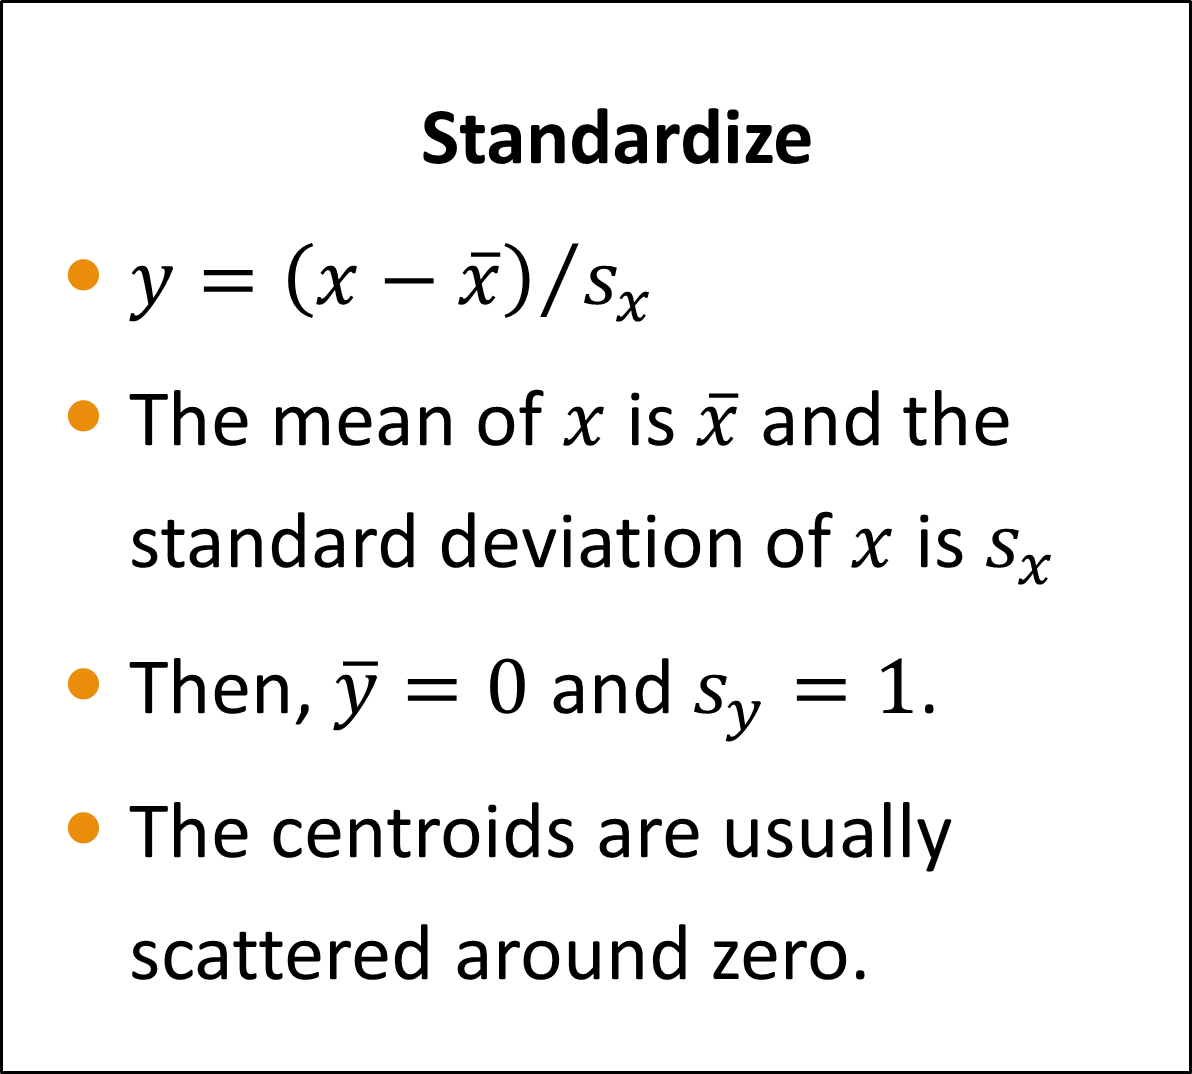 Standardize
• y = (x − x̄)/sₓ
• The mean of x is x̄ and the
standard deviation of x is sₓ
• Then, ȳ = 0 and s_y = 1.
• The centroids are usually
scattered around zero.